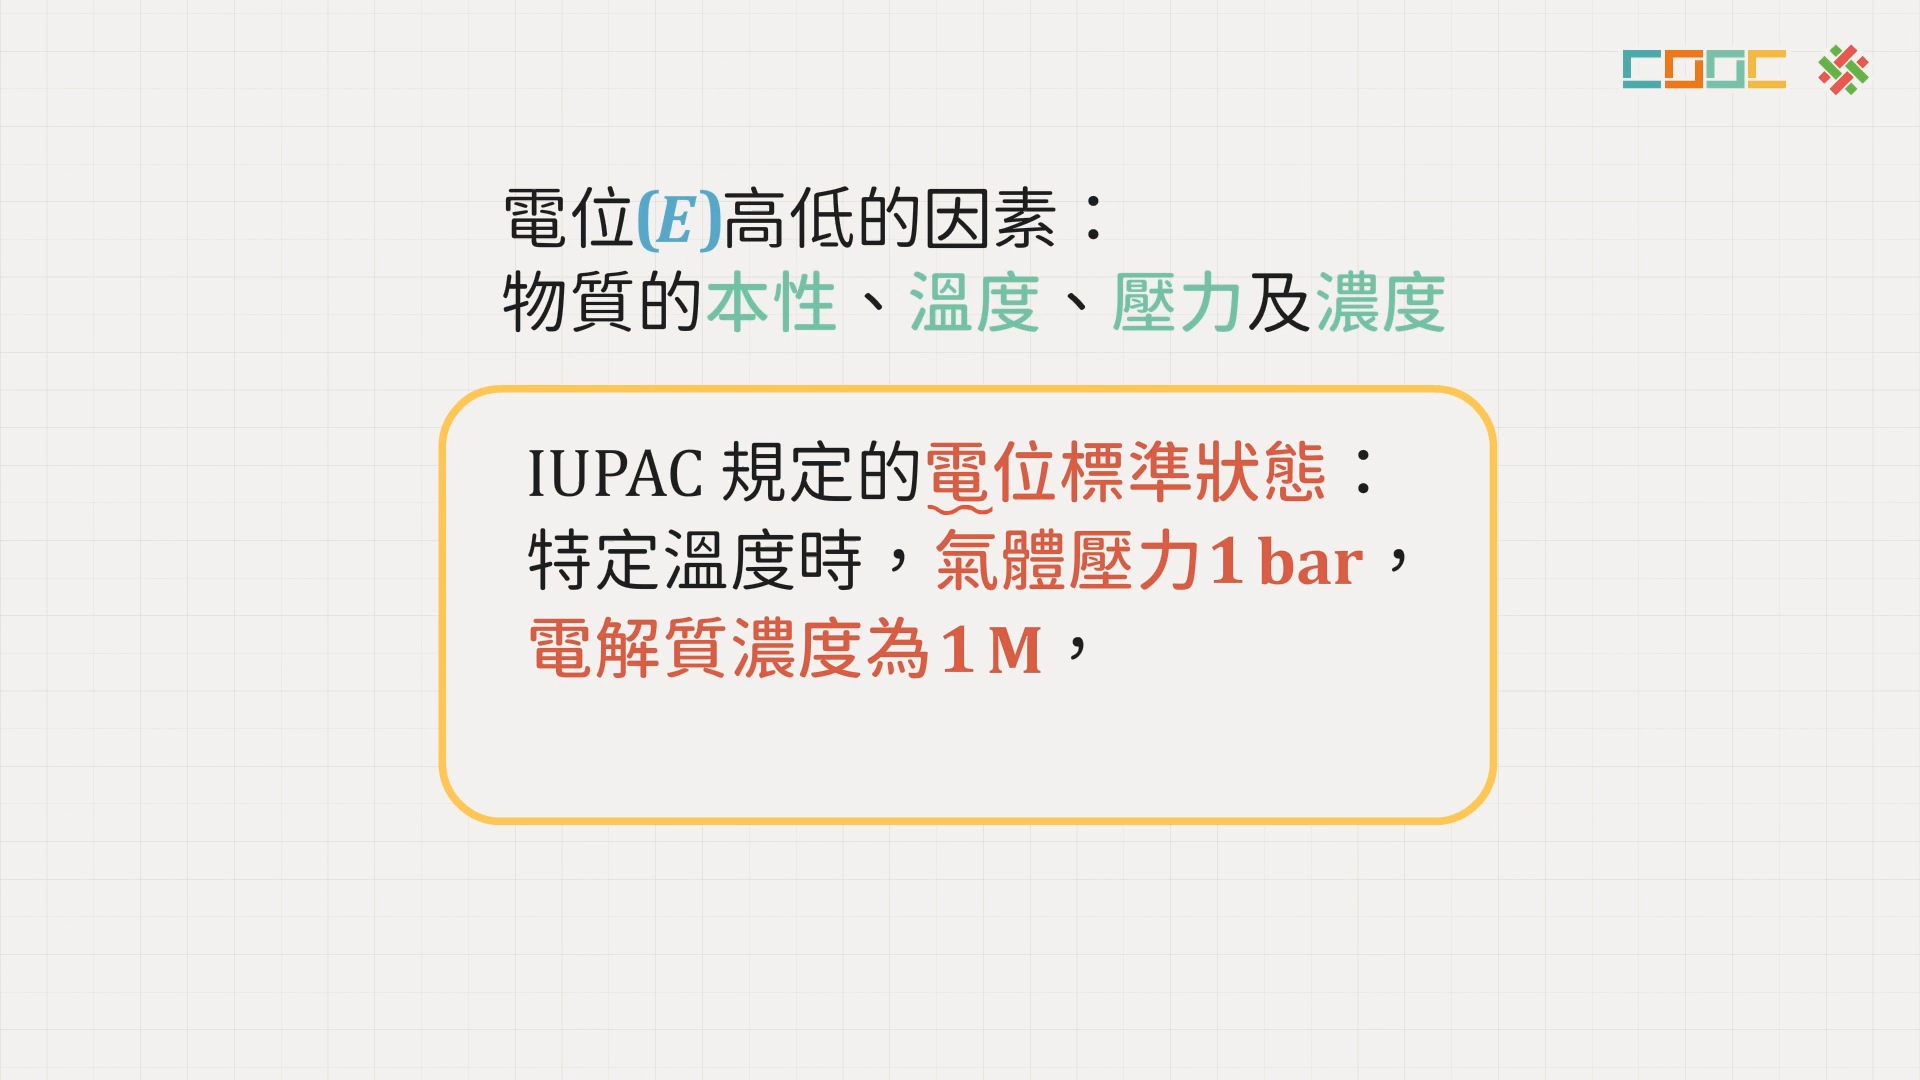 COOC
電位(E)高低的因素：
物質的本性、溫度、壓力及濃度
IUPAC 規定的電位標準狀態：
特定溫度時，氣體壓力1 bar，
電解質濃度為1 M，